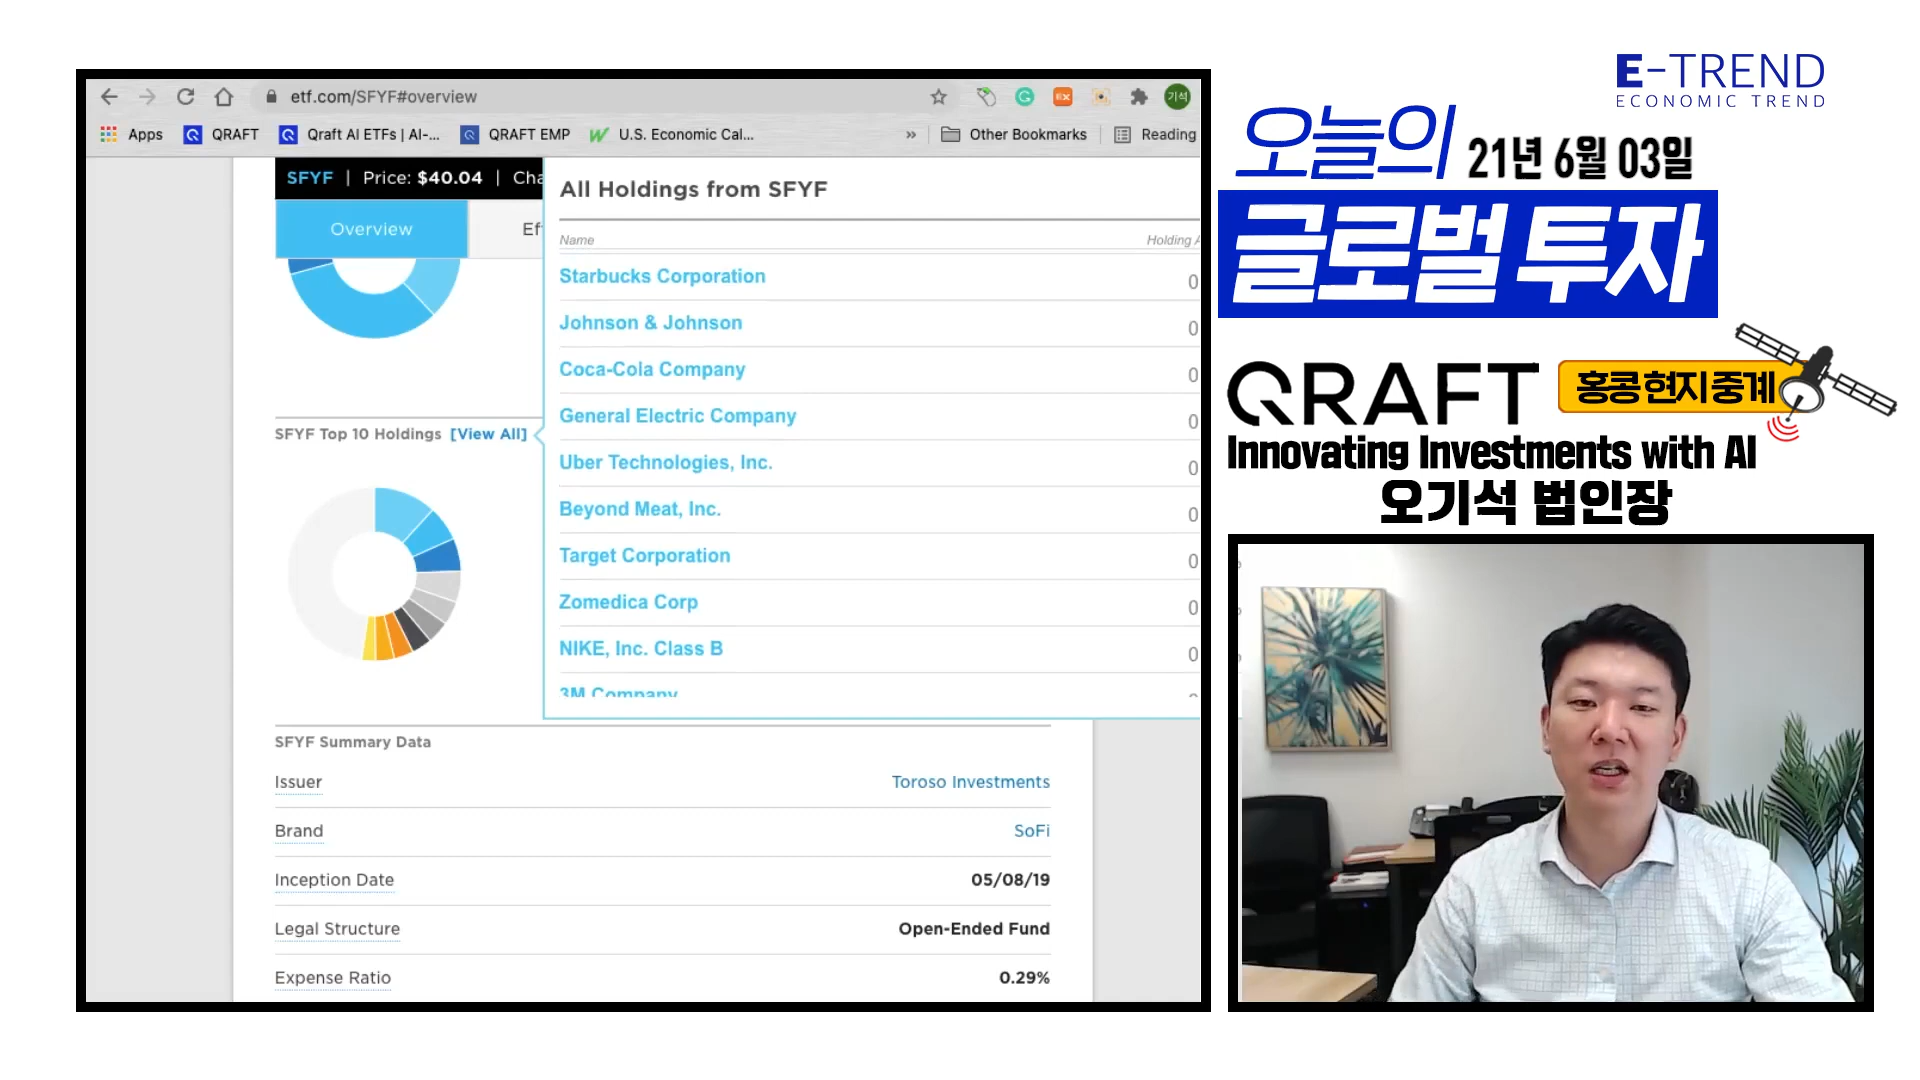 etf.com/SFYF#overview
기석
Apps
QRAFT
Qraft AI ETFs | AI-...
QRAFT EMP
U.S. Economic Cal...
»
Other Bookmarks
Reading
SFYF | Price: $40.04 | Cha
Overview
Ef
All Holdings from SFYF
Name
Holding A
Starbucks Corporation
0
Johnson & Johnson
0
Coca-Cola Company
0
General Electric Company
0
Uber Technologies, Inc.
0
Beyond Meat, Inc.
0
Target Corporation
0
Zomedica Corp
0
NIKE, Inc. Class B
0
3M Company
SFYF Top 10 Holdings [View All]
SFYF Summary Data
Issuer
Toroso Investments
Brand
SoFi
Inception Date
05/08/19
Legal Structure
Open-Ended Fund
Expense Ratio
0.29%
E-TREND
ECONOMIC TREND
오늘의 21년 6월 03일
글로벌 투자
QRAFT 홍콩 현지 중계
Innovating Investments with AI
오기석 법인장